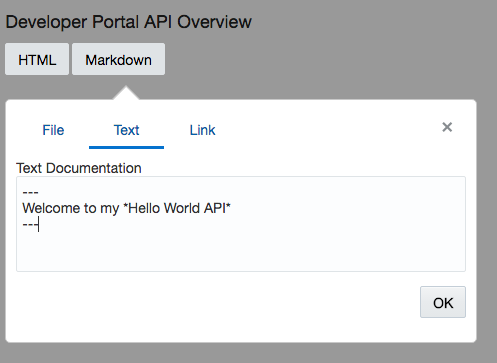 Developer Portal API Overview
HTML Markdown
File Text Link ×
Text Documentation
---
Welcome to my *Hello World API*
---
OK